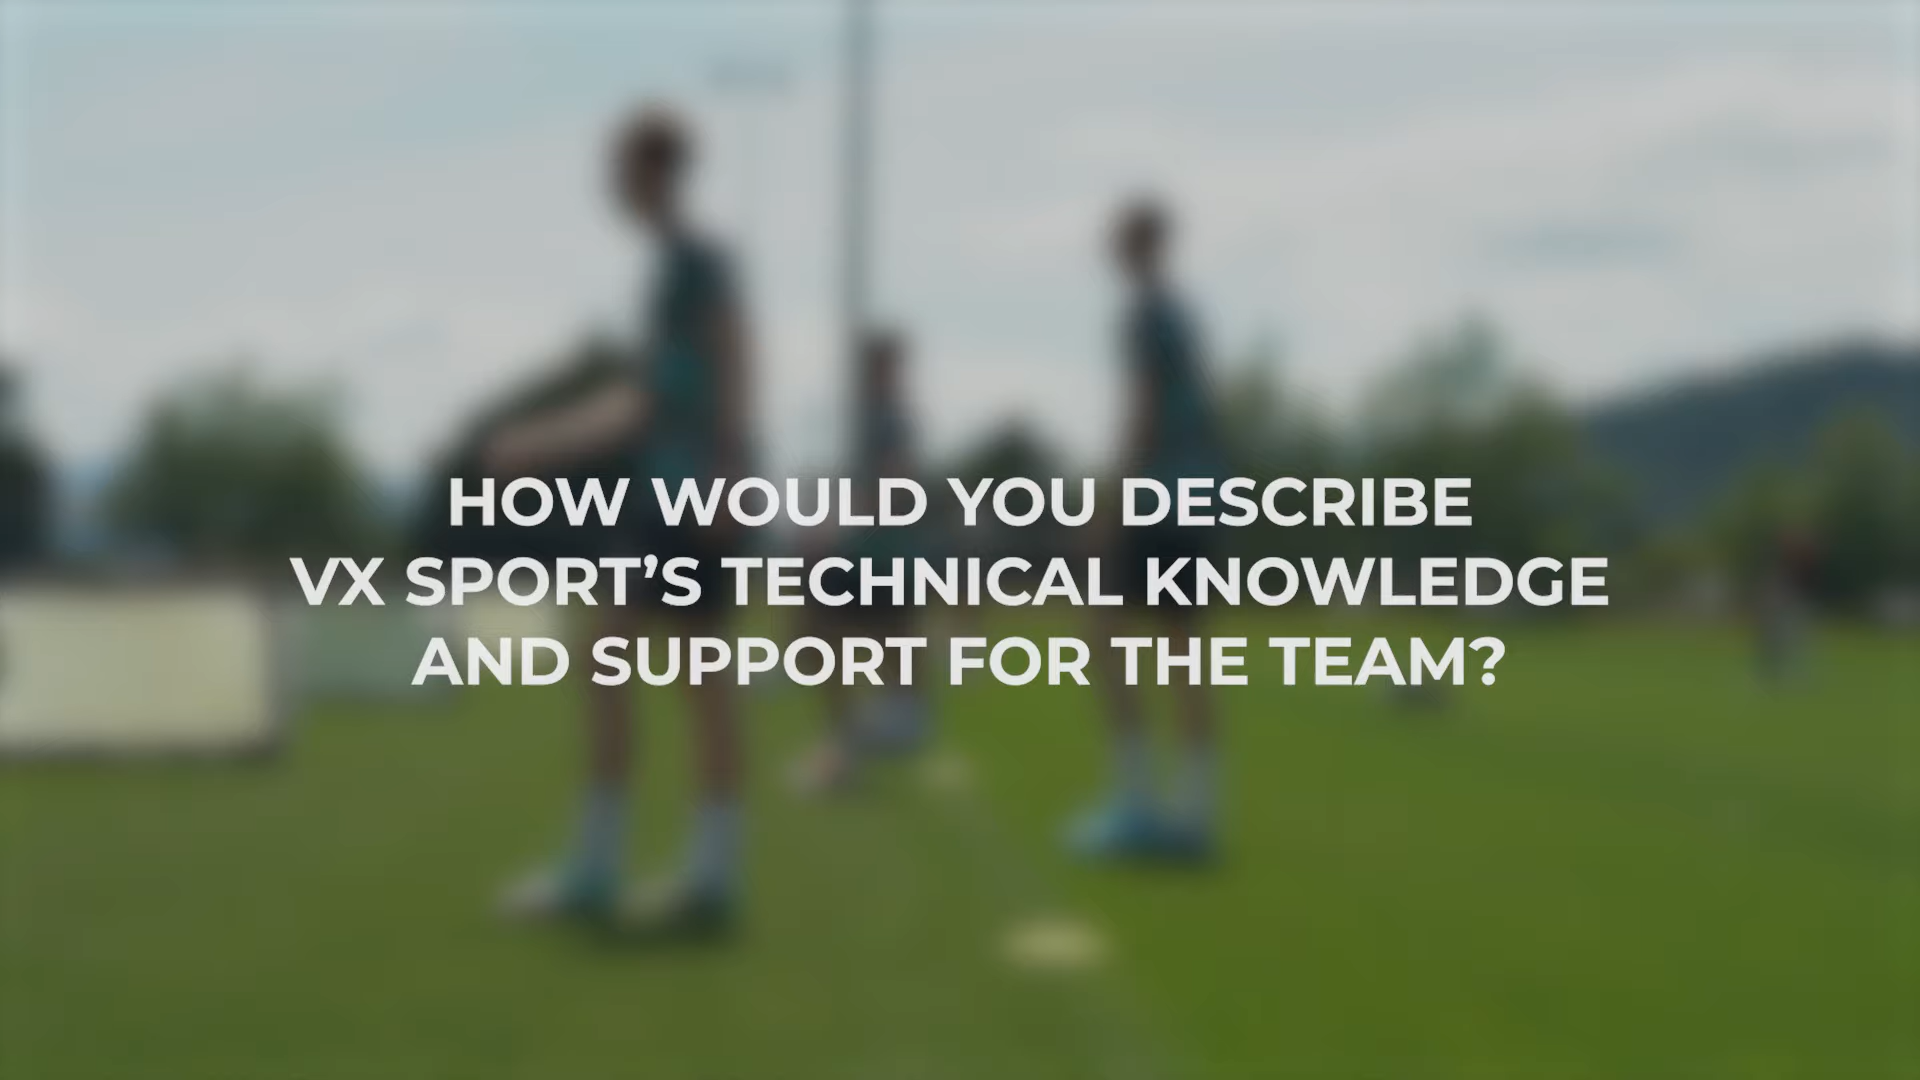 HOW WOULD YOU DESCRIBE
VX SPORT’S TECHNICAL KNOWLEDGE
AND SUPPORT FOR THE TEAM?